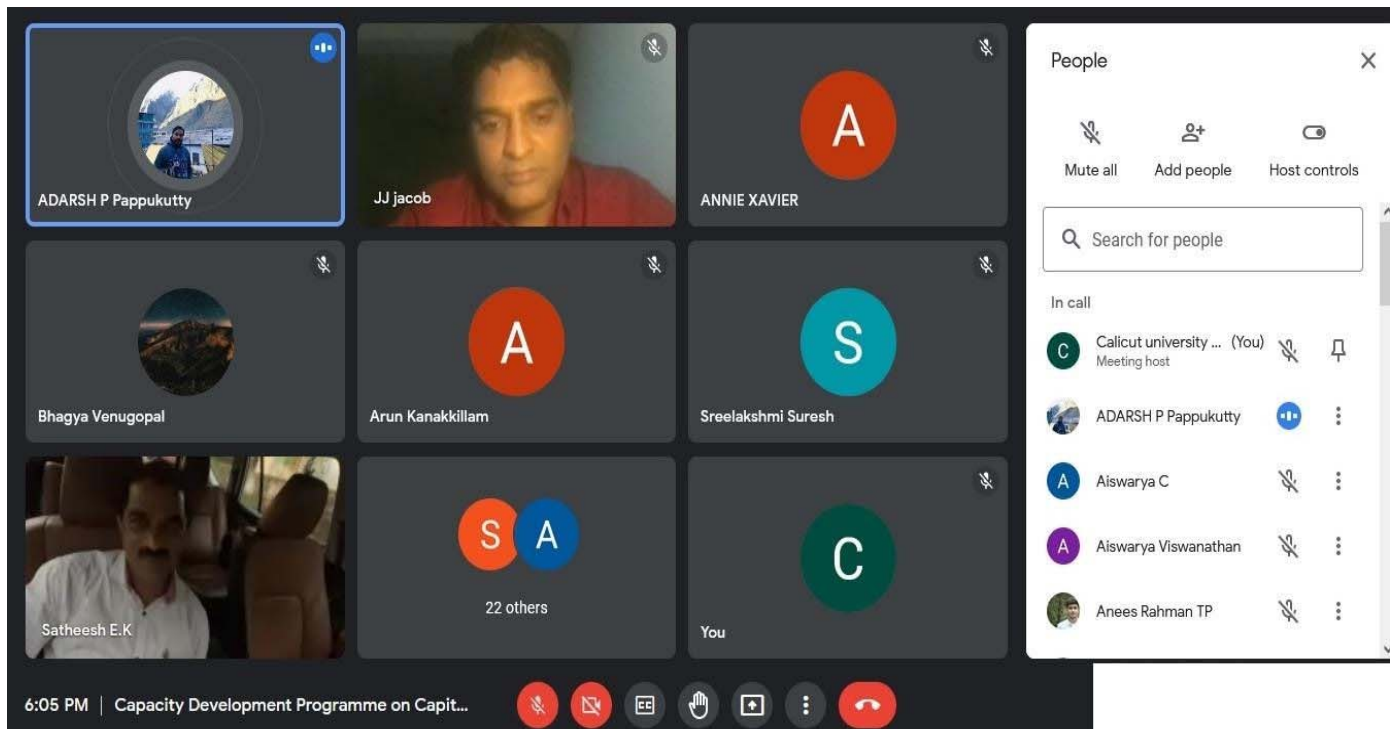 ADARSH P Pappukutty
JJ jacob
A
ANNIE XAVIER
Bhagya Venugopal
A
Arun Kanakkillam
S
Sreelakshmi Suresh
Satheesh E.K
S A
22 others
C
You
6:05 PM | Capacity Development Programme on Capit...
CC
People
Mute all Add people Host controls
Search for people
In call
C Calicut university ... (You)
Meeting host
ADARSH P Pappukutty
A Aiswarya C
A Aiswarya Viswanathan
Anees Rahman TP